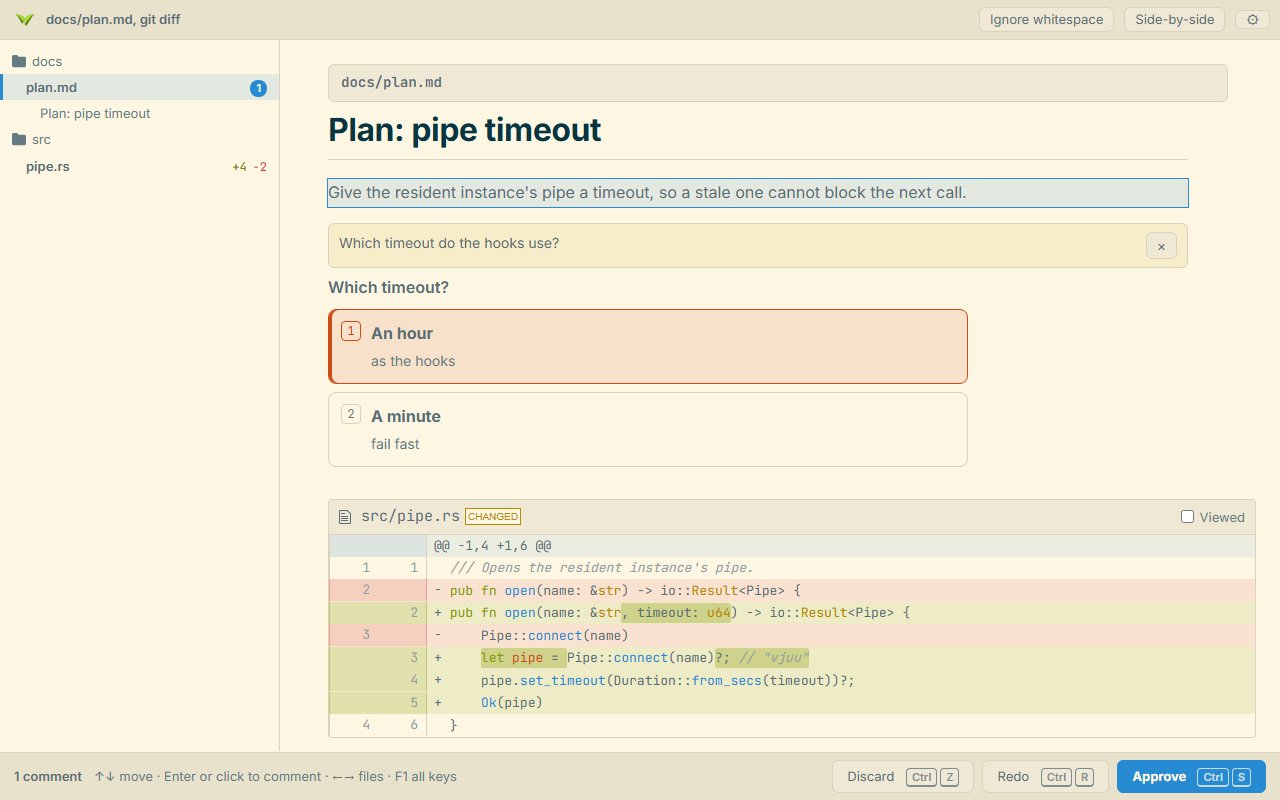 docs/plan.md, git diff
Ignore whitespace
Side-by-side
docs
plan.md 1
Plan: pipe timeout
src
pipe.rs +4 -2
docs/plan.md
Plan: pipe timeout
Give the resident instance's pipe a timeout, so a stale one cannot block the next call.
Which timeout do the hooks use? ×
Which timeout?
1 An hour
as the hooks
2 A minute
fail fast
src/pipe.rs CHANGED Viewed
@@ -1,4 +1,6 @@
1 1 /// Opens the resident instance's pipe.
2 - pub fn open(name: &str) -> io::Result<Pipe> {
2 + pub fn open(name: &str, timeout: u64) -> io::Result<Pipe> {
3 -     Pipe::connect(name)
3 +     let pipe = Pipe::connect(name)?; // "vjuu"
4 +     pipe.set_timeout(Duration::from_secs(timeout))?;
5 +     Ok(pipe)
4 6 }
1 comment ↑↓ move · Enter or click to comment · ←→ files · F1 all keys
Discard Ctrl Z
Redo Ctrl R
Approve Ctrl S